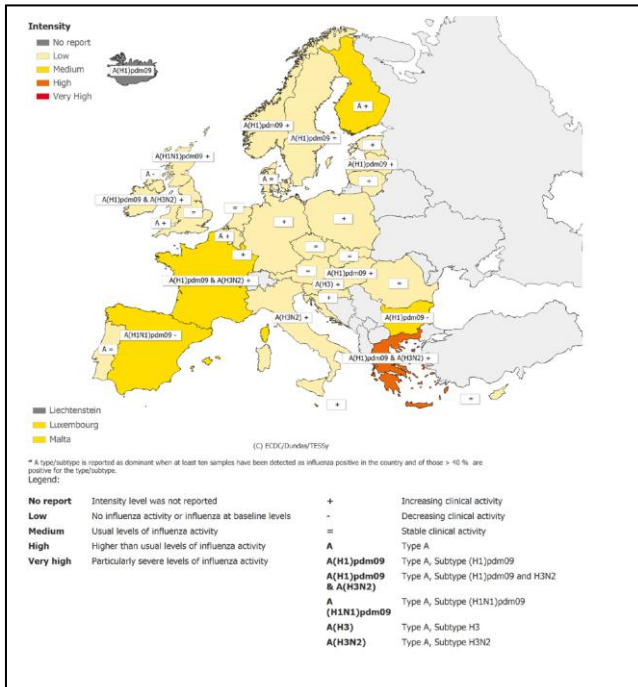 Intensity
No report
Low
Medium
High
Very High
A(H1)pdm09
A +
A(H1)pdm09 +
A(H1)pdm09 =
+
A(H1N1)pdm09 +
A(H1)pdm09 +
A -
A =
=
A(H1)pdm09 & A(H3N2) +
=
=
+
+
A +
A +
=
+
=
=
A(H1)pdm09 +
A(H1)pdm09 & A(H3N2) +
A(H3) +
=
+
A(H3N2) +
A(H1)pdm09 -
A(H1N1)pdm09 -
A =
A(H1)pdm09 & A(H3N2) +
+
=
Liechtenstein
Luxembourg
Malta
(C) ECDC/Dundas/TESSy
* A type/subtype is reported as dominant when at least ten samples have been detected as influenza positive in the country and of those > 40 % are
positive for the type/subtype.
Legend:
No report Intensity level was not reported + Increasing clinical activity
Low No influenza activity or influenza at baseline levels - Decreasing clinical activity
Medium Usual levels of influenza activity = Stable clinical activity
High Higher than usual levels of influenza activity A Type A
Very high Particularly severe levels of influenza activity A(H1)pdm09 Type A, Subtype (H1)pdm09
A(H1)pdm09 Type A, Subtype (H1)pdm09 and H3N2
& A(H3N2)
A Type A, Subtype (H1N1)pdm09
(H1N1)pdm09
A(H3) Type A, Subtype H3
A(H3N2) Type A, Subtype H3N2